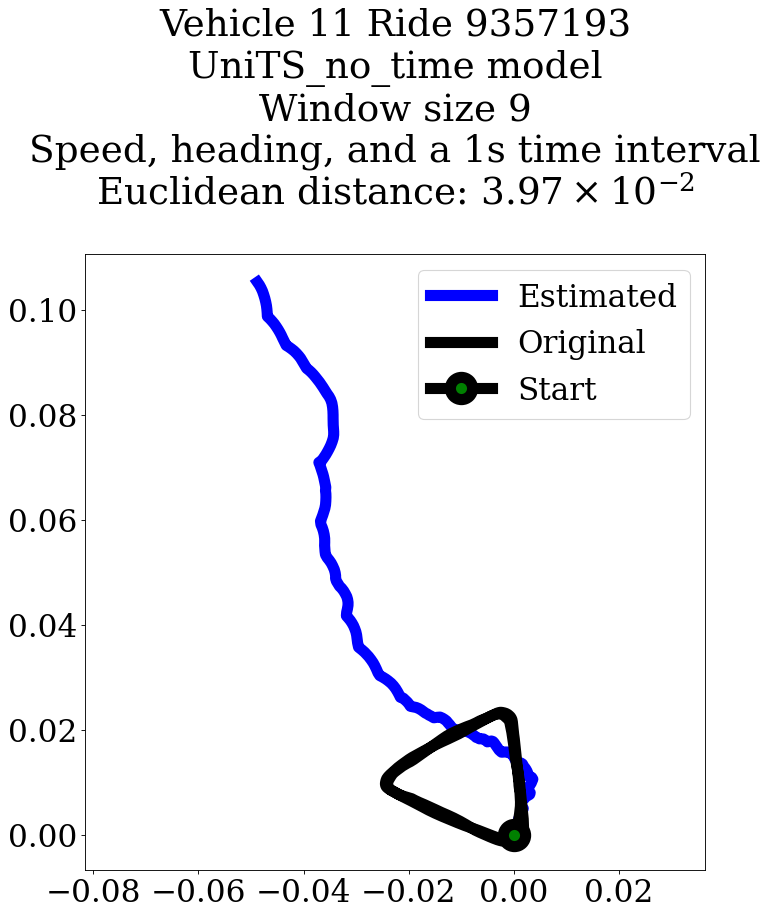 Vehicle 11 Ride 9357193
UniTS_no_time model
Window size 9
Speed, heading, and a 1s time interval
Euclidean distance: 3.97 × 10⁻²
Estimated
Original
Start
0.10
0.08
0.06
0.04
0.02
0.00
−0.08 −0.06 −0.04 −0.02 0.00 0.02